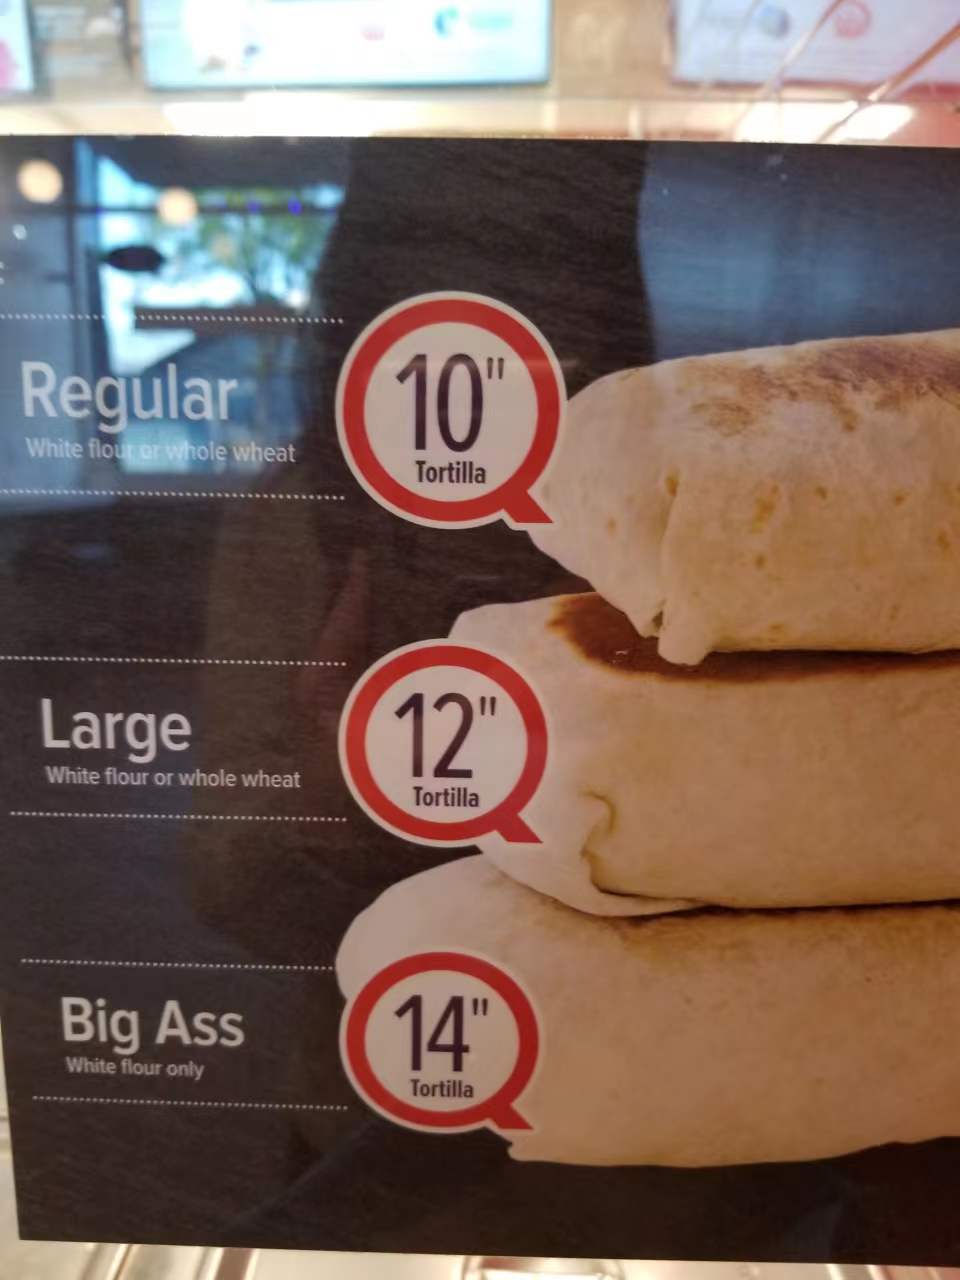 Regular
White flour or whole wheat
10"
Tortilla
Large
White flour or whole wheat
12"
Tortilla
Big Ass
White flour only
14"
Tortilla